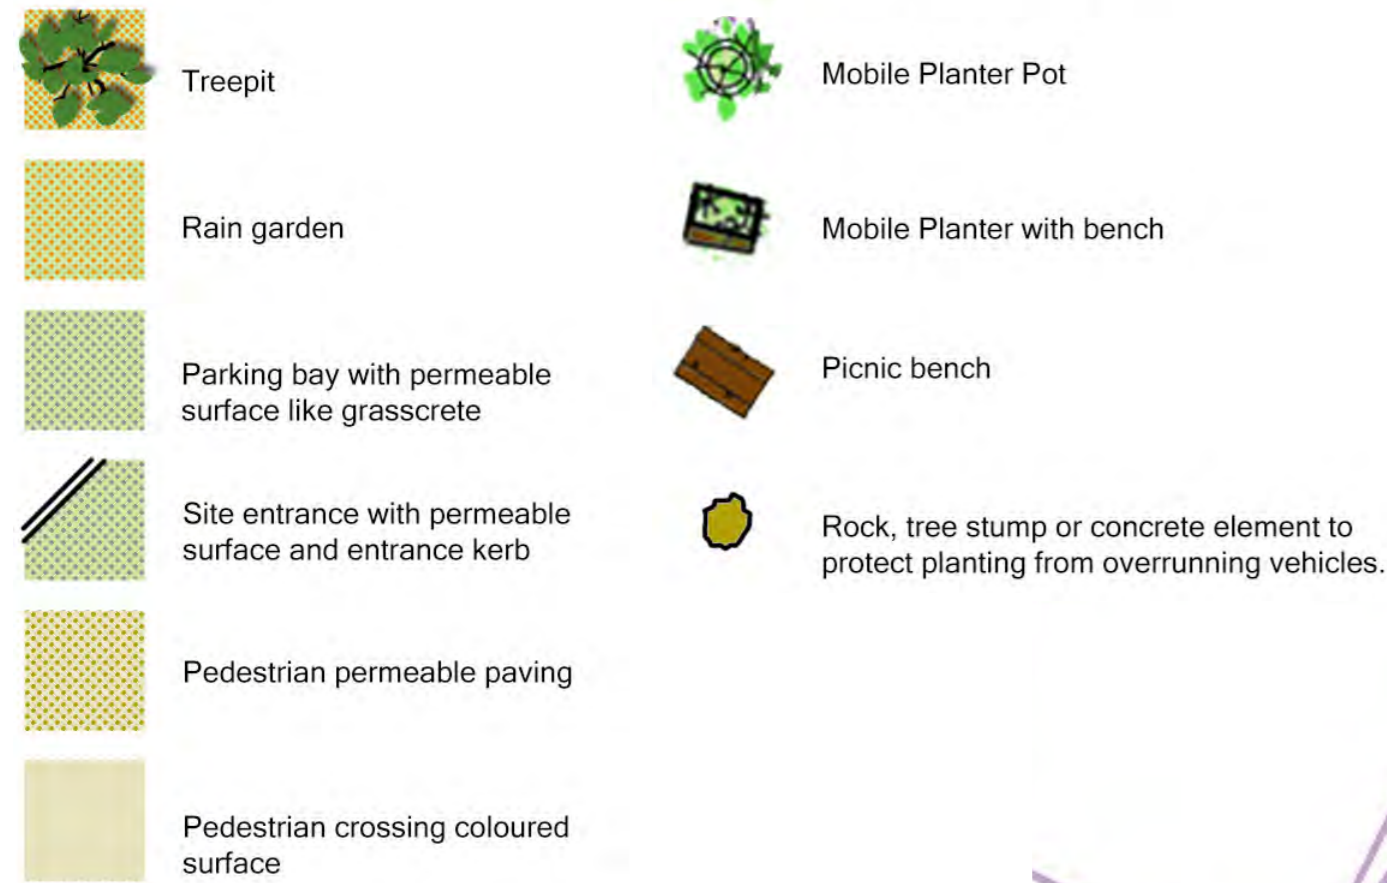 Treepit
Rain garden
Parking bay with permeable
surface like grasscrete
Site entrance with permeable
surface and entrance kerb
Pedestrian permeable paving
Pedestrian crossing coloured
surface
Mobile Planter Pot
Mobile Planter with bench
Picnic bench
Rock, tree stump or concrete element to
protect planting from overrunning vehicles.